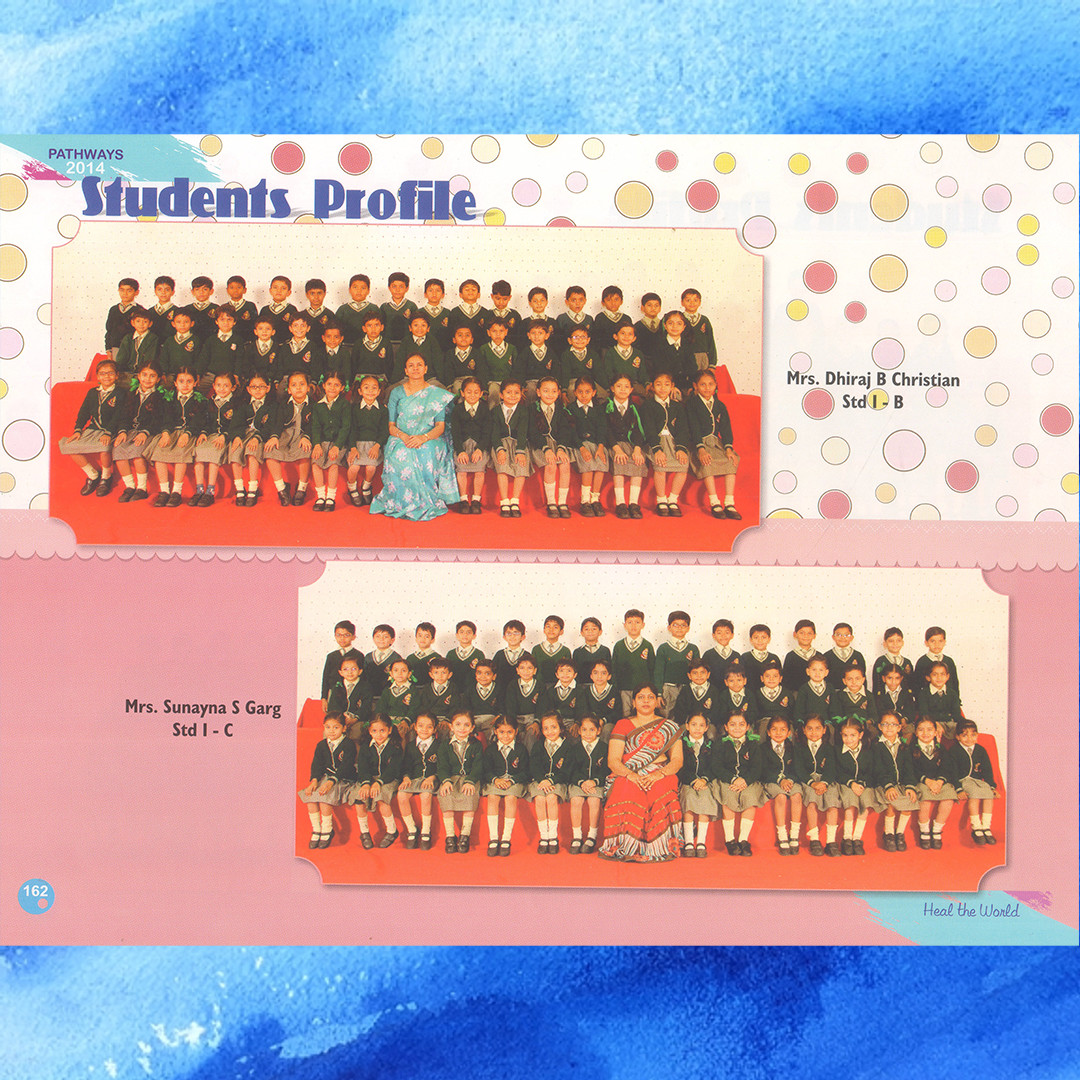 PATHWAYS
2014
Students Profile
Mrs. Dhiraj B Christian
Std I - B
Mrs. Sunayna S Garg
Std I - C
162
Heal the World